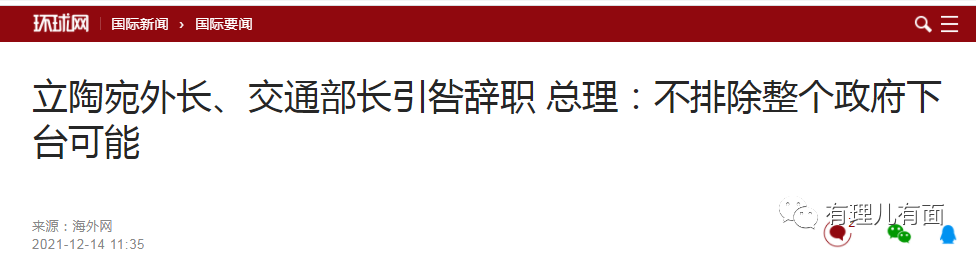 环球网 国际新闻 › 国际要闻
立陶宛外长、交通部长引咎辞职 总理：不排除整个政府下
台可能
来源：海外网
有理儿有面
2
2021-12-14 11:35